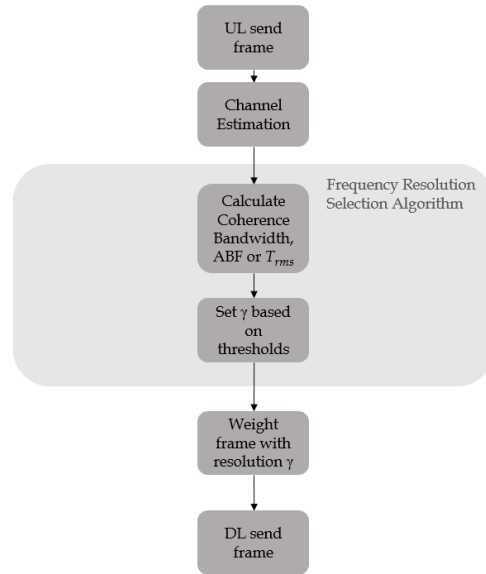 UL send
frame
Channel
Estimation
Frequency Resolution
Selection Algorithm
Calculate
Coherence
Bandwidth,
ABF or T_rms
Set γ based
on
thresholds
Weight
frame with
resolution γ
DL send
frame